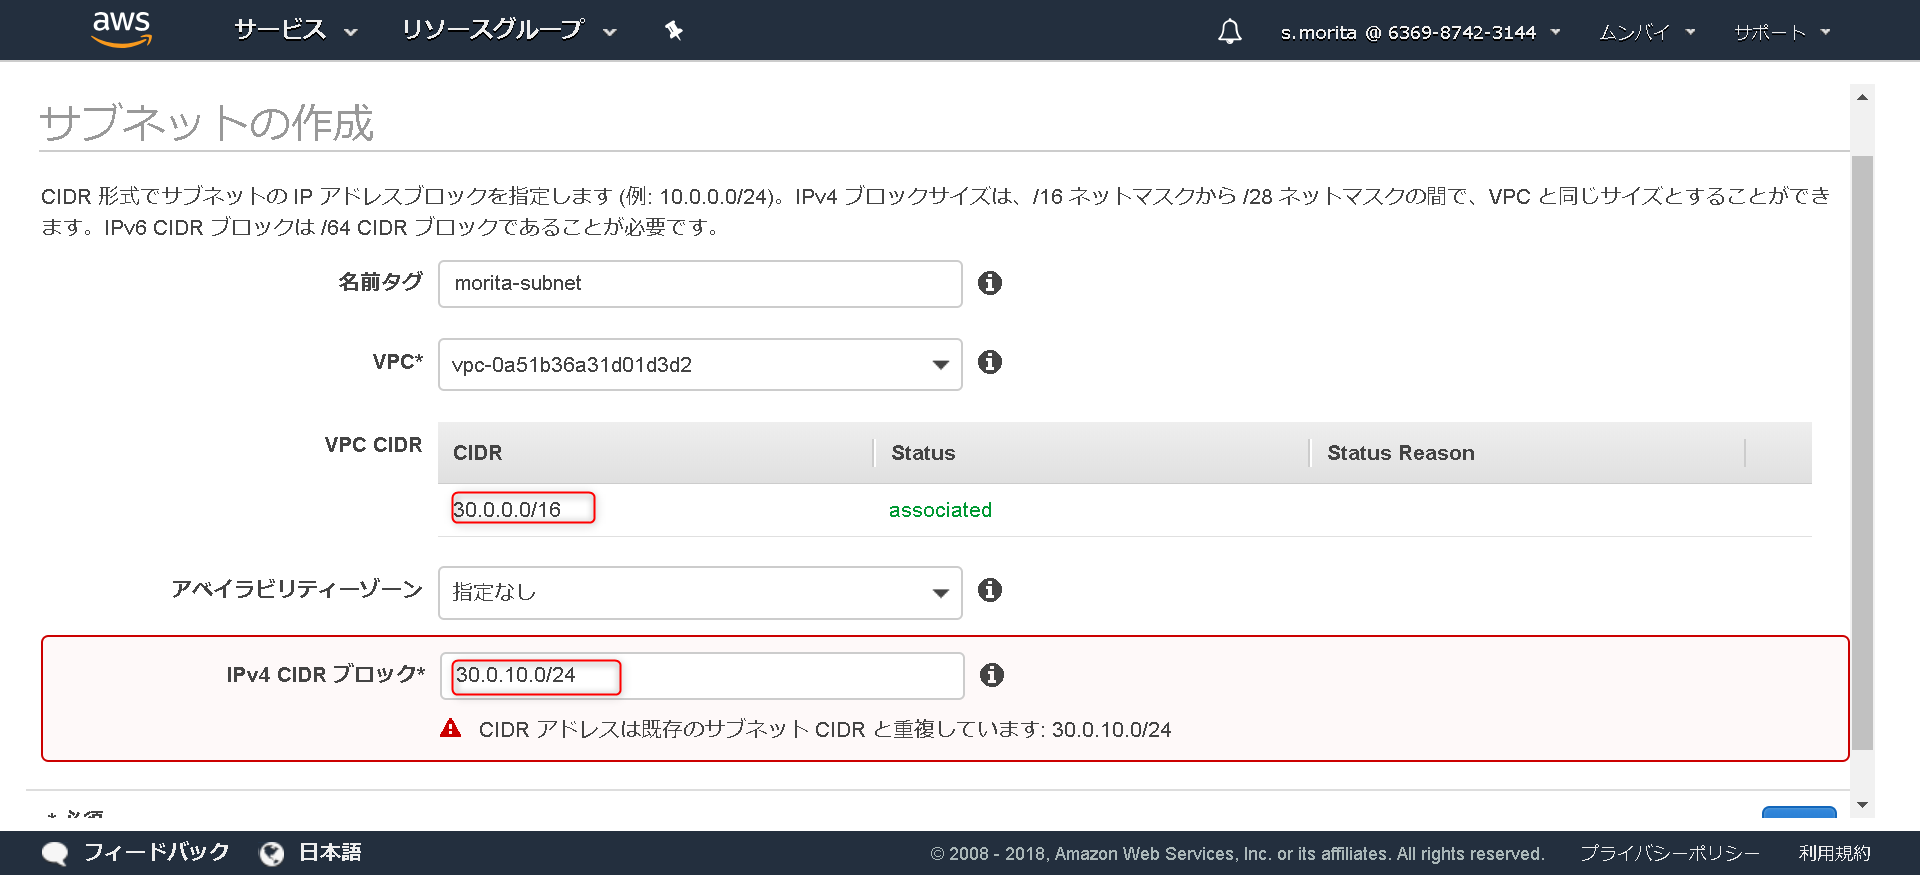 aws サービス リソースグループ s.morita @ 6369-8742-3144 ムンバイ サポート
サブネットの作成
CIDR 形式でサブネットの IP アドレスブロックを指定します (例: 10.0.0.0/24)。IPv4 ブロックサイズは、/16 ネットマスクから /28 ネットマスクの間で、VPC と同じサイズとすることができ
ます。IPv6 CIDR ブロックは /64 CIDR ブロックであることが必要です。
名前タグ morita-subnet
VPC* vpc-0a51b36a31d01d3d2
VPC CIDR CIDR Status Status Reason
30.0.0.0/16 associated
アベイラビリティーゾーン 指定なし
IPv4 CIDR ブロック* 30.0.10.0/24
CIDR アドレスは既存のサブネット CIDR と重複しています: 30.0.10.0/24
* 必須
フィードバック 日本語 © 2008 - 2018, Amazon Web Services, Inc. or its affiliates. All rights reserved. プライバシーポリシー 利用規約